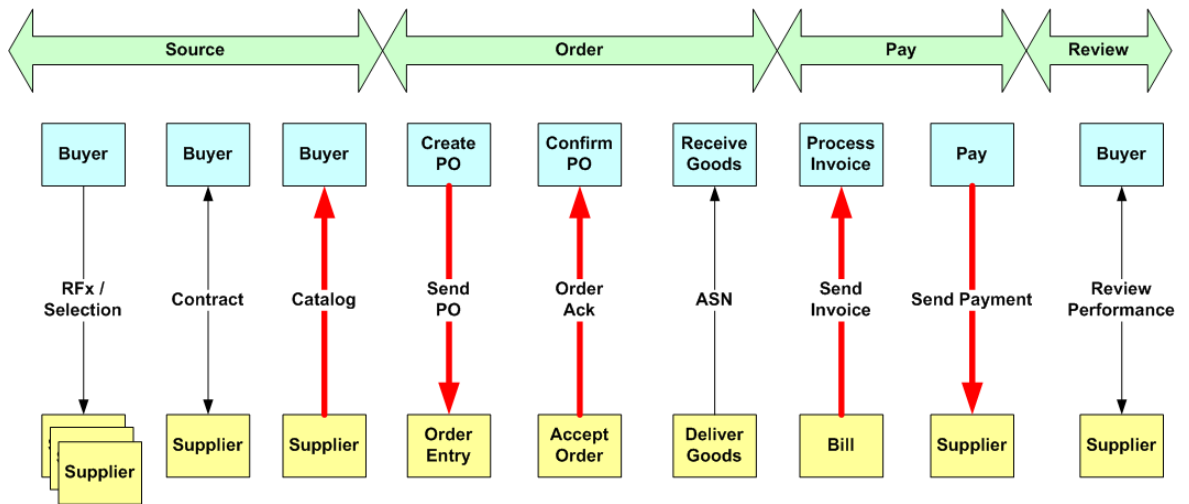 Source
Order
Pay
Review
Buyer
Buyer
Buyer
Create
PO
Confirm
PO
Receive
Goods
Process
Invoice
Pay
Buyer
RFx /
Selection
Contract
Catalog
Send
PO
Order
Ack
ASN
Send
Invoice
Send Payment
Review
Performance
Supplier
Supplier
Supplier
Order
Entry
Accept
Order
Deliver
Goods
Bill
Supplier
Supplier